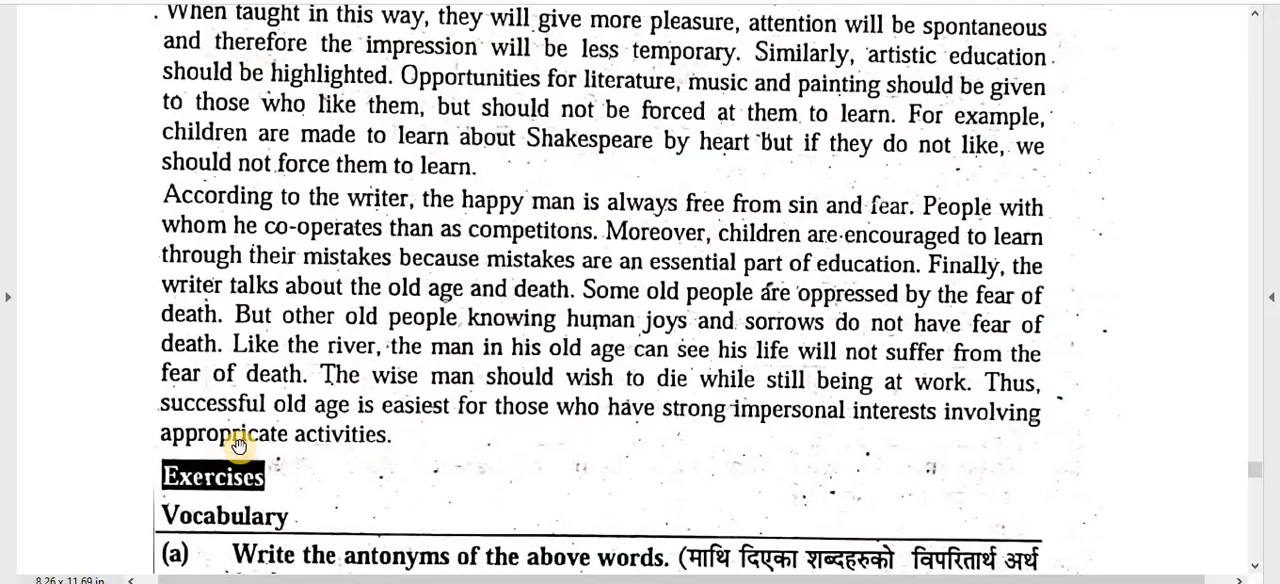 When taught in this way, they will give more pleasure, attention will be spontaneous
and therefore the impression will be less temporary. Similarly, artistic education
should be highlighted. Opportunities for literature, music and painting should be given
to those who like them, but should not be forced at them to learn. For example,
children are made to learn about Shakespeare by heart but if they do not like, we
should not force them to learn.
According to the writer, the happy man is always free from sin and fear. People with
whom he co-operates than as competitons. Moreover, children are encouraged to learn
through their mistakes because mistakes are an essential part of education. Finally, the
writer talks about the old age and death. Some old people are oppressed by the fear of
death. But other old people knowing human joys and sorrows do not have fear of
death. Like the river, the man in his old age can see his life will not suffer from the
fear of death. The wise man should wish to die while still being at work. Thus,
successful old age is easiest for those who have strong impersonal interests involving
appropricate activities.
Exercises
Vocabulary
(a) Write the antonyms of the above words. (माथि दिएका शब्दहरुको विपरितार्थ अर्थ
8.26 x 11.69 in